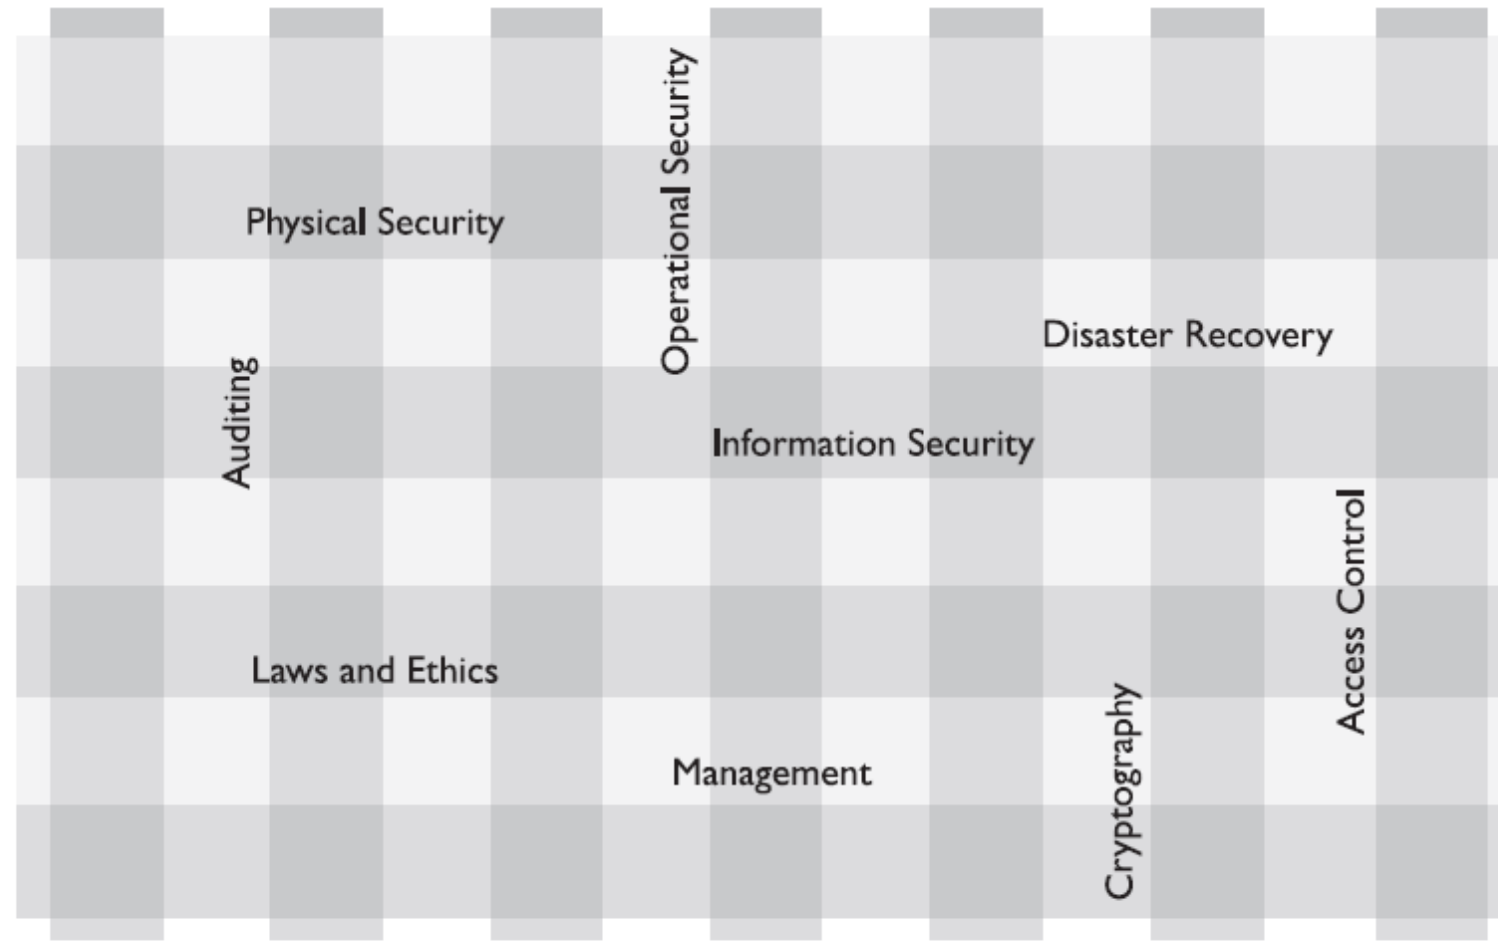 Operational Security
Physical Security
Disaster Recovery
Auditing
Information Security
Access Control
Laws and Ethics
Management
Cryptography